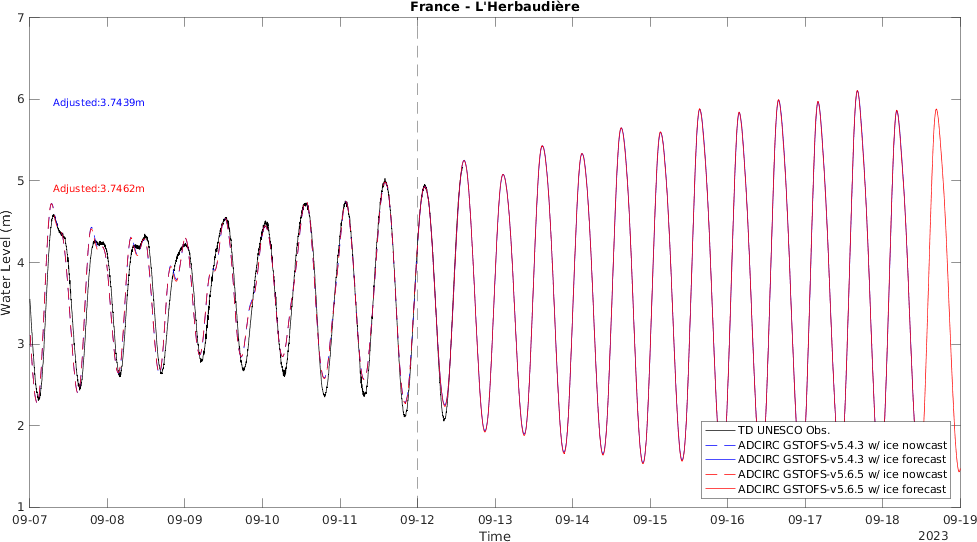 France - L'Herbaudière
7
6
5
4
3
2
1
Water Level (m)
Adjusted:3.7439m
Adjusted:3.7462m
TD UNESCO Obs.
ADCIRC GSTOFS-v5.4.3 w/ ice nowcast
ADCIRC GSTOFS-v5.4.3 w/ ice forecast
ADCIRC GSTOFS-v5.6.5 w/ ice nowcast
ADCIRC GSTOFS-v5.6.5 w/ ice forecast
09-07 09-08 09-09 09-10 09-11 09-12 09-13 09-14 09-15 09-16 09-17 09-18 09-19
Time
2023